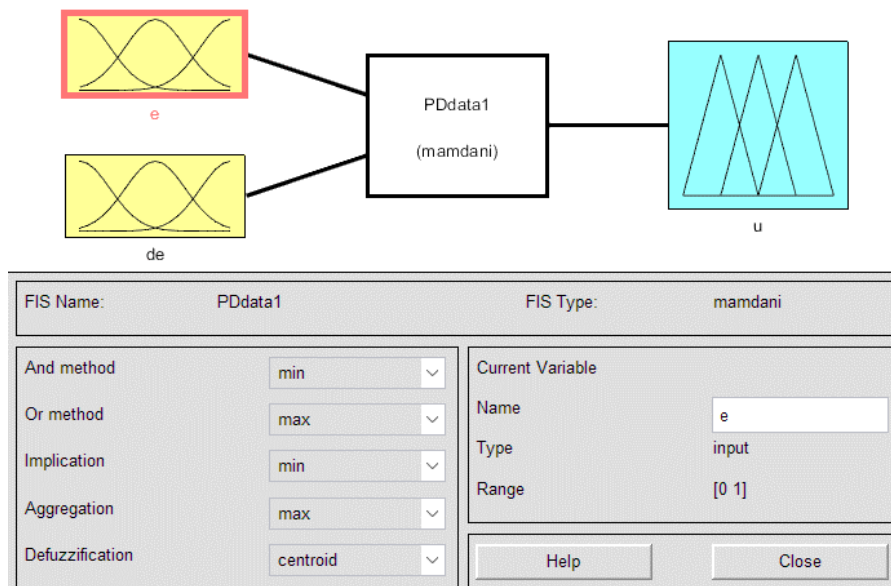 e
PDdata1
(mamdani)
de
u
FIS Name: PDdata1 FIS Type: mamdani
And method min
Or method max
Implication min
Aggregation max
Defuzzification centroid
Current Variable
Name e
Type input
Range [0 1]
Help Close